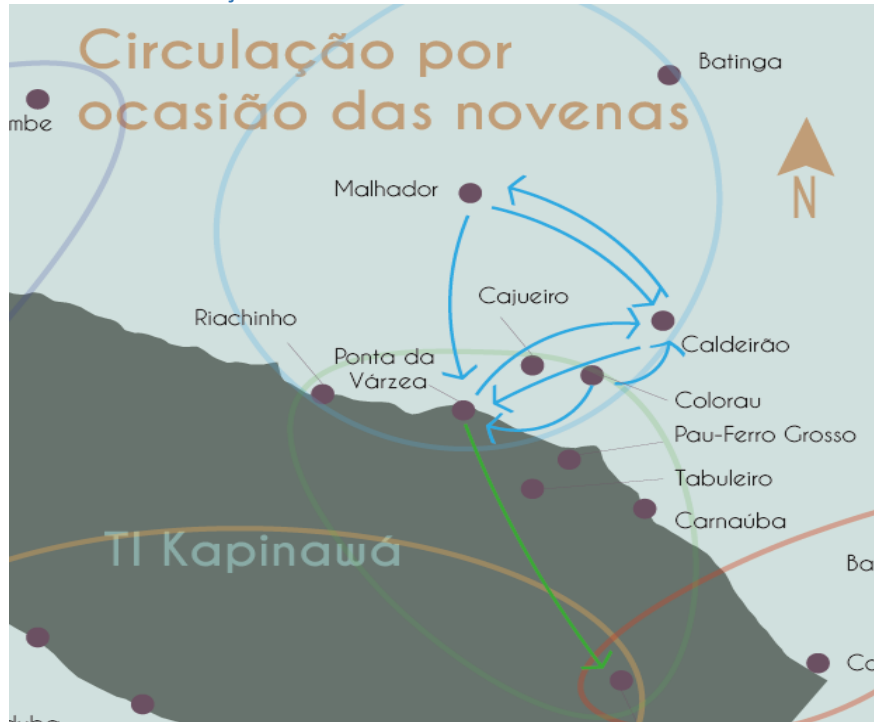 Circulação por
ocasião das novenas
Batinga
mbe
Malhador
N
Cajueiro
Riachinho
Caldeirão
Ponta da
Várzea
Colorau
Pau-Ferro Grosso
Tabuleiro
Carnaúba
TI Kapinawá
Ba